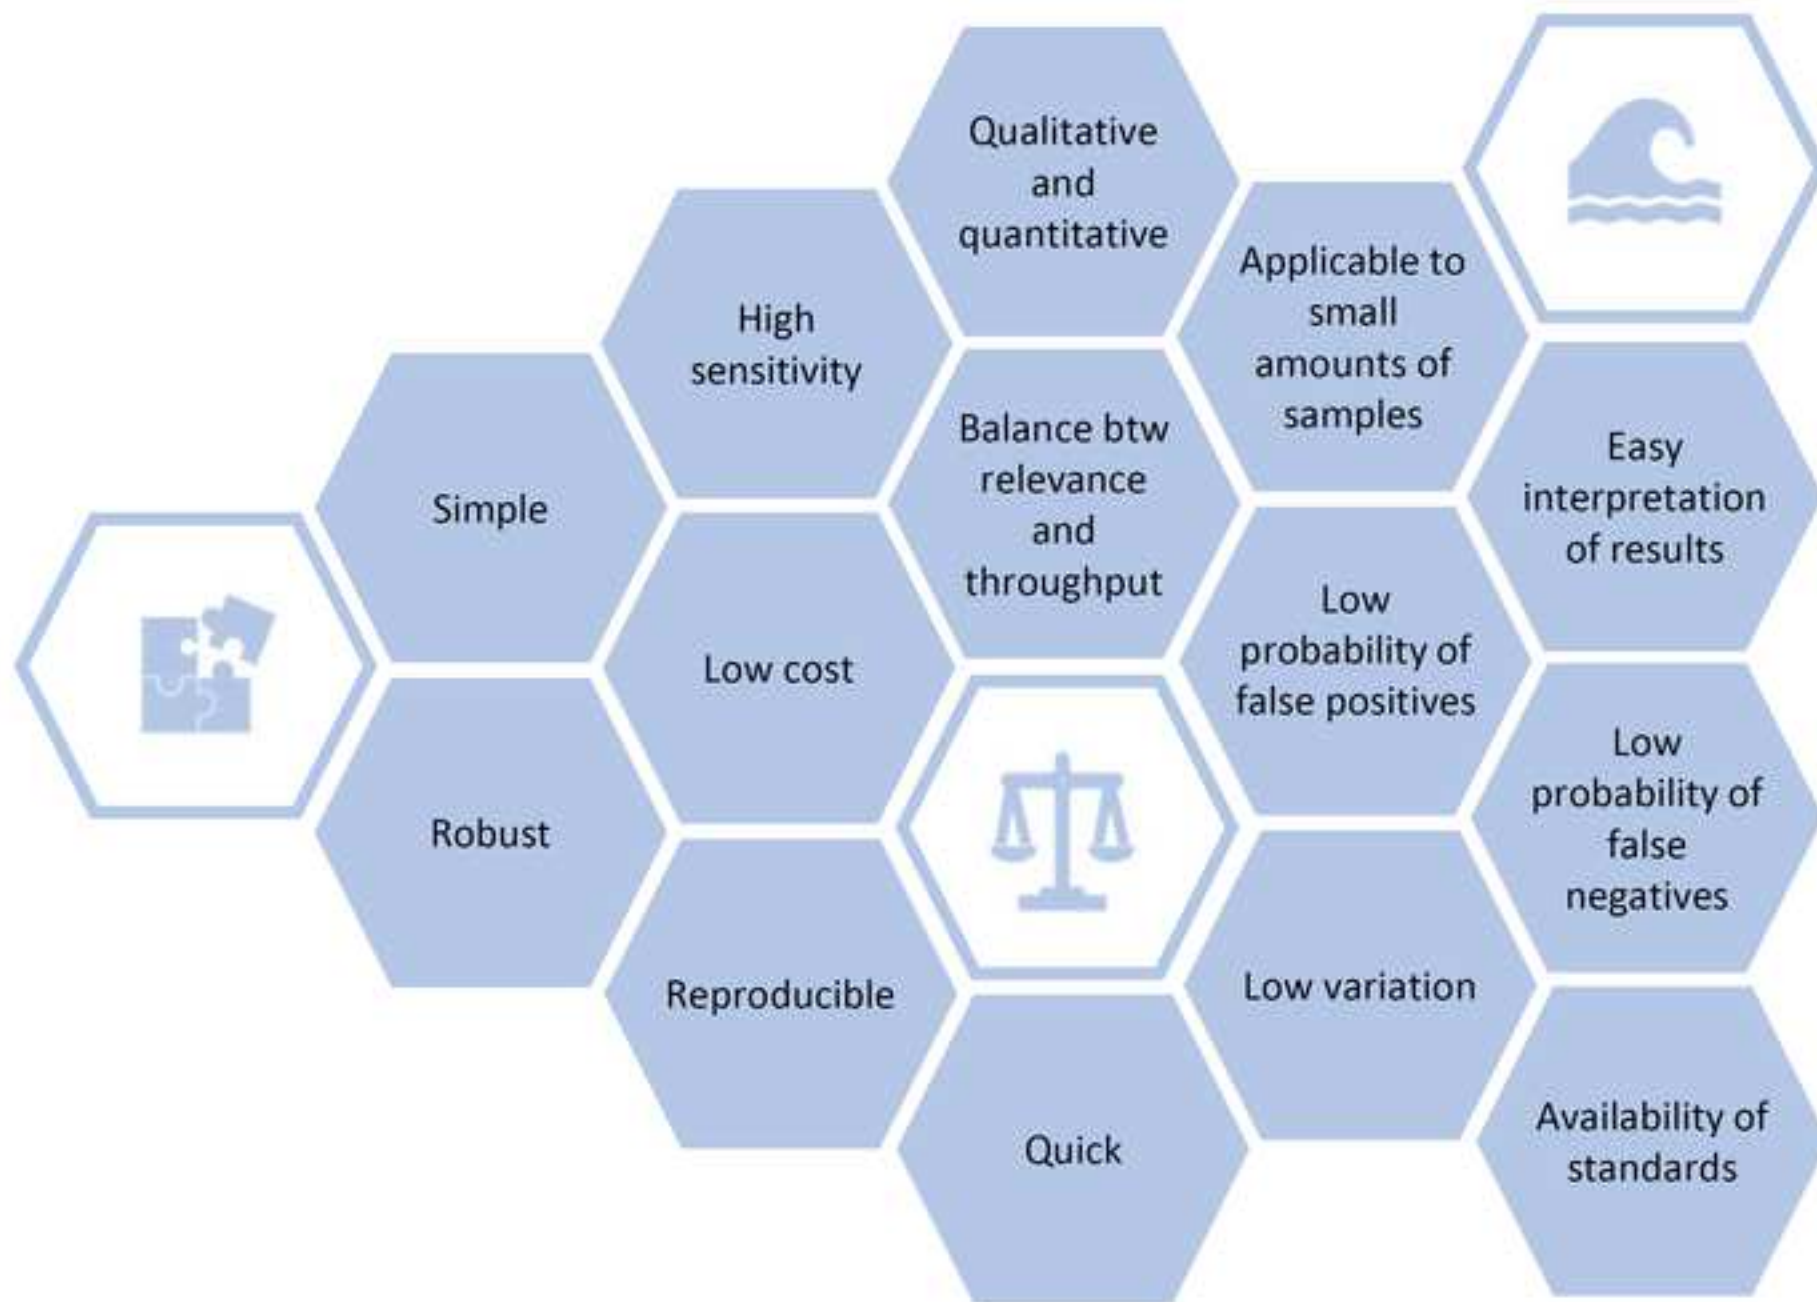 Qualitative
and
quantitative
Applicable to
small
amounts of
samples
High
sensitivity
Balance btw
relevance
and
throughput
Easy
interpretation
of results
Simple
Low cost
Low
probability of
false positives
Low
probability of
false
negatives
Robust
Reproducible
Low variation
Quick
Availability of
standards